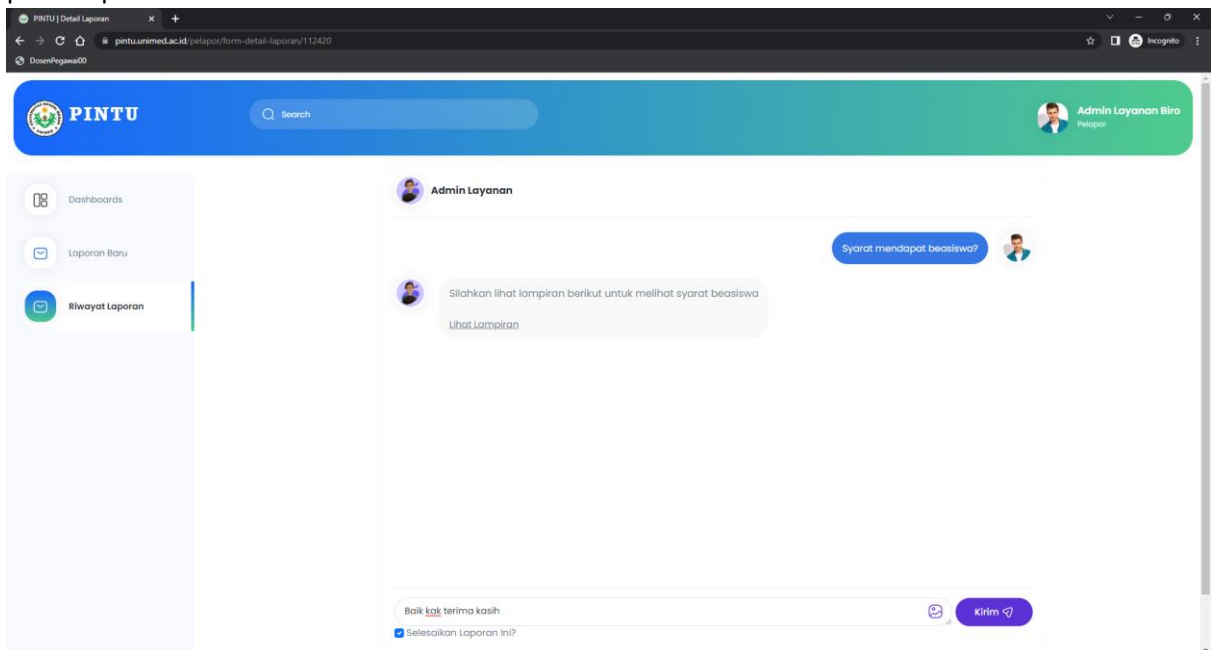 PINTU | Detail Laporan
pintu.unimed.ac.id/pelapor/form-detail-laporan/112420
Incognito
DosenPegawai00
PINTU
Search
Admin Layanan Biro
Pelapor
Dashboards
Laporan Baru
Riwayat Laporan
Admin Layanan
Syarat mendapat beasiswa?
Silahkan lihat lampiran berikut untuk melihat syarat beasiswa
Lihat Lampiran
Baik kak terima kasih
Kirim
Selesaikan Laporan Ini?